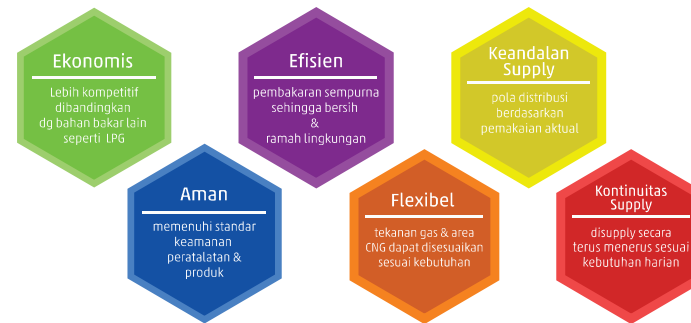 Ekonomis
Lebih kompetitif
dibandingkan
dg bahan bakar lain
seperti LPG
Efisien
pembakaran sempurna
sehingga bersih
&
ramah lingkungan
Keandalan
Supply
pola distribusi
berdasarkan
pemakaian aktual
Aman
memenuhi standar
keamanan
peratalatan &
produk
Flexibel
tekanan gas & area
CNG dapat disesuaikan
sesuai kebutuhan
Kontinuitas
Supply
disupply secara
terus menerus sesuai
kebutuhan harian